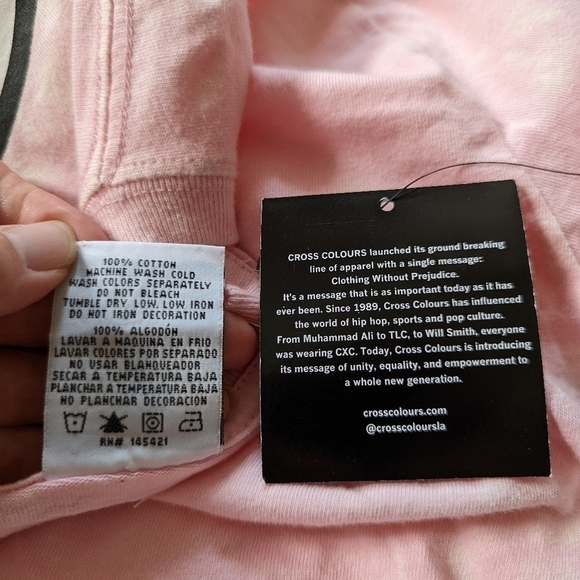 100% COTTON
MACHINE WASH COLD
WASH COLORS SEPARATELY
DO NOT BLEACH
TUMBLE DRY LOW, LOW IRON
DO NOT IRON DECORATION
100% ALGODÓN
LAVAR A MAQUINA EN FRIO
LAVAR COLORES POR SEPARADO
NO USAR BLANQUEADOR
SECAR A TEMPERATURA BAJA
PLANCHAR A TEMPERATURA BAJA
NO PLANCHAR DECORACION
RN# 145421
CROSS COLOURS launched its ground breaking
line of apparel with a single message:
Clothing Without Prejudice.
It's a message that is as important today as it has
ever been. Since 1989, Cross Colours has influenced
the world of hip hop, sports and pop culture.
From Muhammad Ali to TLC, to Will Smith, everyone
was wearing CXC. Today, Cross Colours is introducing
its message of unity, equality, and empowerment to
a whole new generation.
crosscolours.com
@crosscoloursla